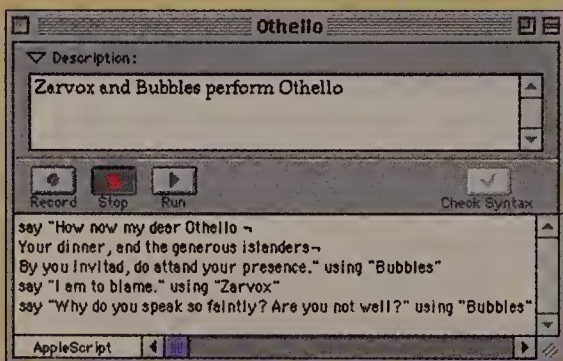 Othello
Description:
Zarvox and Bubbles perform Othello
Record Stop Run Check Syntax
say "How now my dear Othello ¬
Your dinner, and the generous islanders¬
By you invitad, do attand your presence." using "Bubbles"
say "I am to blame." using "Zarvox"
say "Why do you speak so faintly? Are you not well?" using "Bubbles"
AppleScript